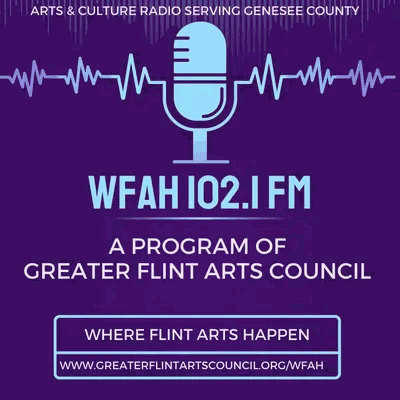 ARTS & CULTURE RADIO SERVING GENESEE COUNTY
WFAH 102.1 FM
A PROGRAM OF
GREATER FLINT ARTS COUNCIL
WHERE FLINT ARTS HAPPEN
WWW.GREATERFLINTARTSCOUNCIL.ORG/WFAH